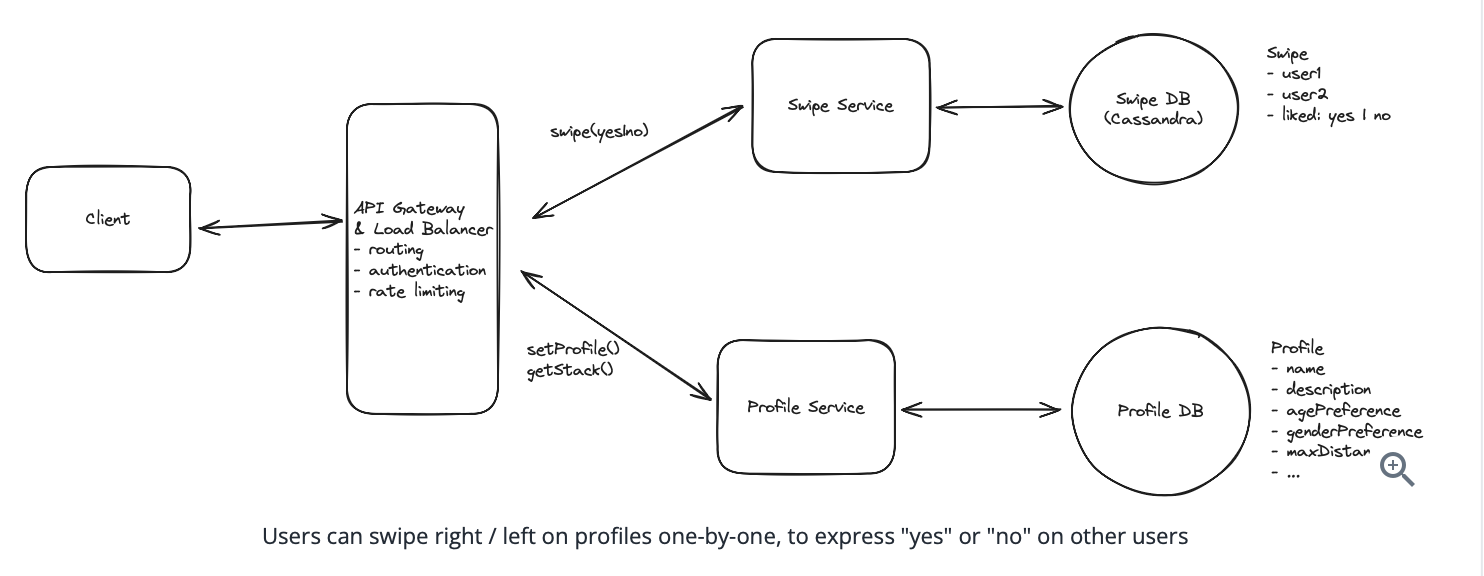 Client
API Gateway
& Load Balancer
- routing
- authentication
- rate limiting
swipe(yes|no)
setProfile()
getStack()
Swipe Service
Swipe DB
(Cassandra)
Swipe
- user1
- user2
- liked: yes | no
Profile Service
Profile DB
Profile
- name
- description
- agePreference
- genderPreference
- maxDistan
- ...
Users can swipe right / left on profiles one-by-one, to express "yes" or "no" on other users